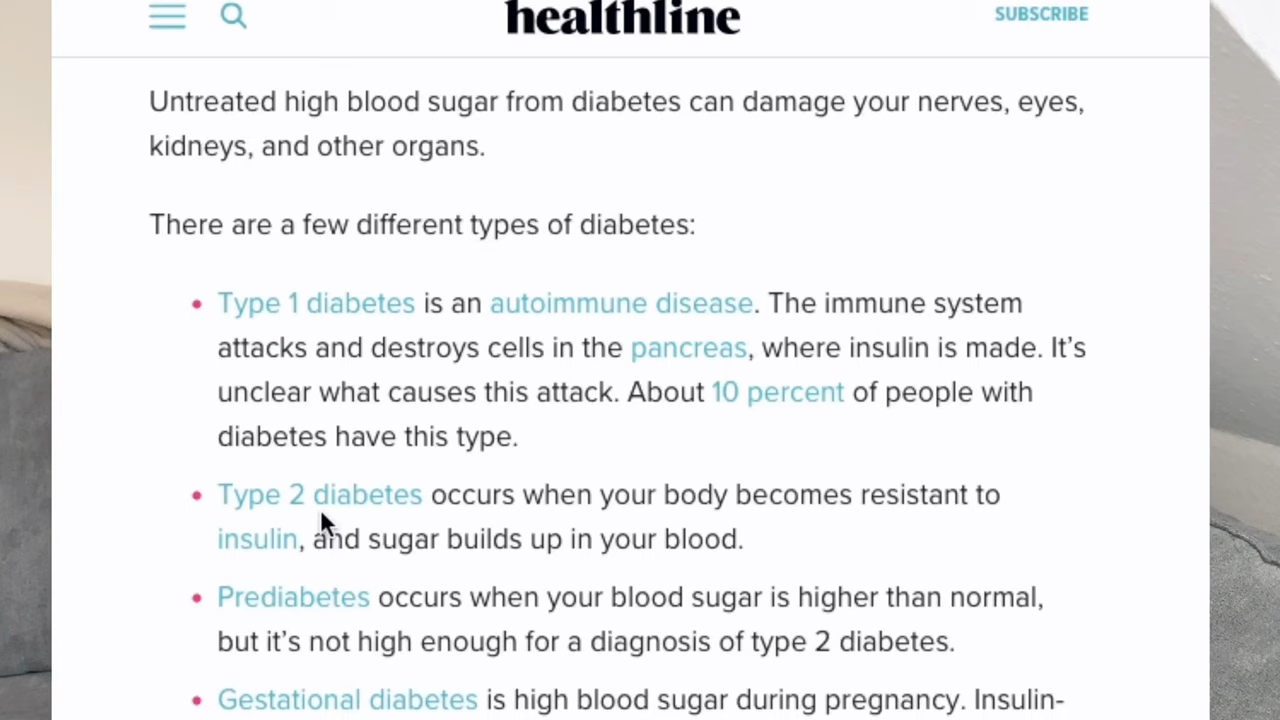 healthline
SUBSCRIBE
Untreated high blood sugar from diabetes can damage your nerves, eyes,
kidneys, and other organs.
There are a few different types of diabetes:
• Type 1 diabetes is an autoimmune disease. The immune system
attacks and destroys cells in the pancreas, where insulin is made. It’s
unclear what causes this attack. About 10 percent of people with
diabetes have this type.
• Type 2 diabetes occurs when your body becomes resistant to
insulin, and sugar builds up in your blood.
• Prediabetes occurs when your blood sugar is higher than normal,
but it’s not high enough for a diagnosis of type 2 diabetes.
• Gestational diabetes is high blood sugar during pregnancy. Insulin-